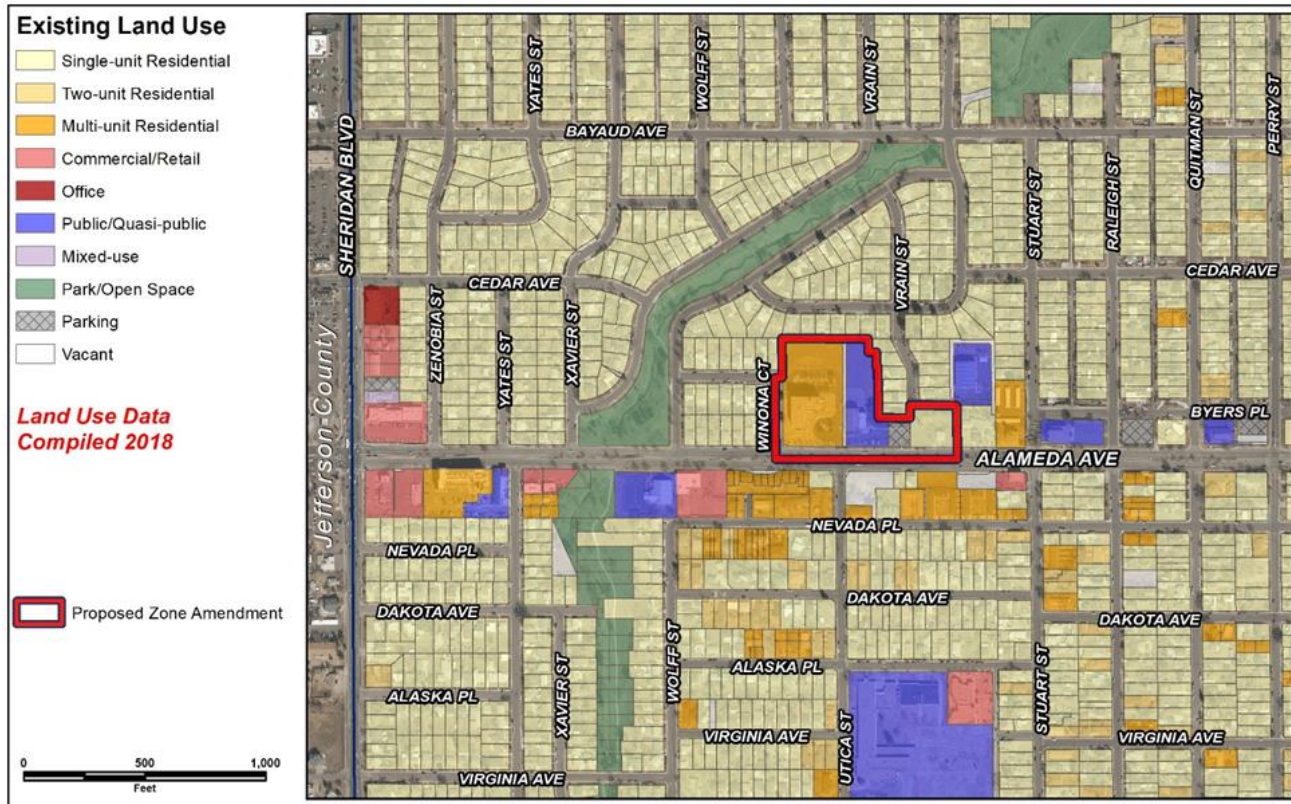 Existing Land Use
Single-unit Residential
Two-unit Residential
Multi-unit Residential
Commercial/Retail
Office
Public/Quasi-public
Mixed-use
Park/Open Space
Parking
Vacant
Land Use Data
Compiled 2018
Proposed Zone Amendment
0 500 1,000
Feet
SHERIDAN BLVD
Jefferson County
YATES ST
WOLFF ST
VRAIN ST
QUITMAN ST
PERRY ST
BAYAUD AVE
STUART ST
RALEIGH ST
VRAIN ST
CEDAR AVE
CEDAR AVE
ZENOBIA ST
YATES ST
XAVIER ST
WINONA CT
BYERS PL
ALAMEDA AVE
NEVADA PL
NEVADA PL
DAKOTA AVE
DAKOTA AVE
DAKOTA AVE
XAVIER ST
WOLFF ST
ALASKA PL
ALASKA PL
STUART ST
UTICA ST
VIRGINIA AVE
VIRGINIA AVE
VIRGINIA AVE